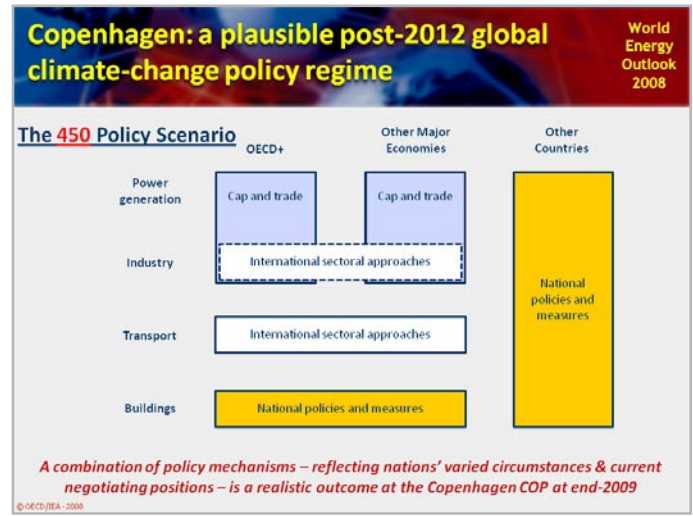 Copenhagen: a plausible post-2012 global
climate-change policy regime
World
Energy
Outlook
2008
The 450 Policy Scenario
OECD+
Other Major
Economies
Other
Countries
Power
generation
Cap and trade
Cap and trade
Industry
International sectoral approaches
National
policies and
measures
Transport
International sectoral approaches
Buildings
National policies and measures
A combination of policy mechanisms – reflecting nations' varied circumstances & current
negotiating positions – is a realistic outcome at the Copenhagen COP at end-2009
© OECD/IEA - 2008